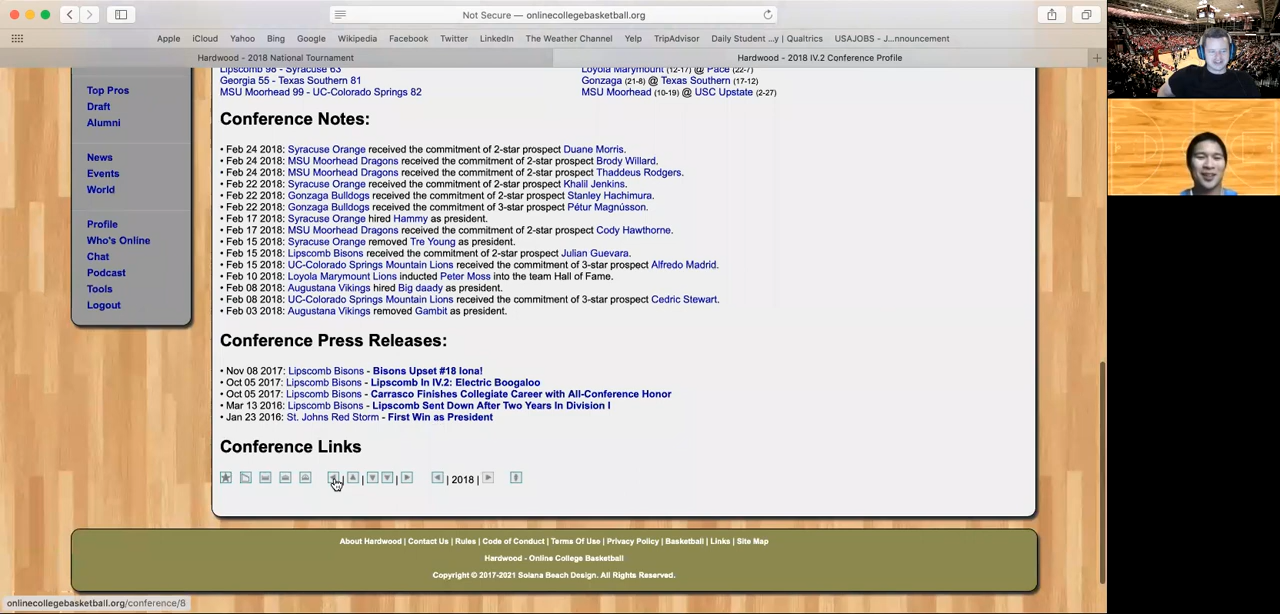 Not Secure — onlinecollegebasketball.org
Apple iCloud Yahoo Bing Google Wikipedia Facebook Twitter LinkedIn The Weather Channel Yelp TripAdvisor Daily Student ...y | Qualtrics USAJOBS - J...nnouncement
Hardwood - 2018 National Tournament
Hardwood - 2018 IV.2 Conference Profile
Top Pros
Draft
Alumni
News
Events
World
Profile
Who's Online
Chat
Podcast
Tools
Logout
Lipscomb 98 - Syracuse 63
Georgia 55 - Texas Southern 81
MSU Moorhead 99 - UC-Colorado Springs 82
Loyola Marymount (12-17) @ Pace (22-7)
Gonzaga (21-8) @ Texas Southern (17-12)
MSU Moorhead (10-19) @ USC Upstate (2-27)
Conference Notes:
• Feb 24 2018: Syracuse Orange received the commitment of 2-star prospect Duane Morris.
• Feb 24 2018: MSU Moorhead Dragons received the commitment of 2-star prospect Brody Willard.
• Feb 24 2018: MSU Moorhead Dragons received the commitment of 2-star prospect Thaddeus Rodgers.
• Feb 22 2018: Syracuse Orange received the commitment of 2-star prospect Khalil Jenkins.
• Feb 22 2018: Gonzaga Bulldogs received the commitment of 2-star prospect Stanley Hachimura.
• Feb 22 2018: Gonzaga Bulldogs received the commitment of 3-star prospect Pétur Magnússon.
• Feb 17 2018: Syracuse Orange hired Hammy as president.
• Feb 17 2018: MSU Moorhead Dragons received the commitment of 2-star prospect Cody Hawthorne.
• Feb 15 2018: Syracuse Orange removed Tre Young as president.
• Feb 15 2018: Lipscomb Bisons received the commitment of 2-star prospect Julian Guevara.
• Feb 15 2018: UC-Colorado Springs Mountain Lions received the commitment of 3-star prospect Alfredo Madrid.
• Feb 10 2018: Loyola Marymount Lions inducted Peter Moss into the team Hall of Fame.
• Feb 08 2018: Augustana Vikings hired Big daady as president.
• Feb 08 2018: UC-Colorado Springs Mountain Lions received the commitment of 3-star prospect Cedric Stewart.
• Feb 03 2018: Augustana Vikings removed Gambit as president.
Conference Press Releases:
• Nov 08 2017: Lipscomb Bisons - Bisons Upset #18 Iona!
• Oct 05 2017: Lipscomb Bisons - Lipscomb In IV.2: Electric Boogaloo
• Oct 05 2017: Lipscomb Bisons - Carrasco Finishes Collegiate Career with All-Conference Honor
• Mar 13 2016: Lipscomb Bisons - Lipscomb Sent Down After Two Years In Division I
• Jan 23 2016: St. Johns Red Storm - First Win as President
Conference Links
| | | | 2018 |
About Hardwood | Contact Us | Rules | Code of Conduct | Terms Of Use | Privacy Policy | Basketball | Links | Site Map
Hardwood - Online College Basketball
Copyright © 2017-2021 Solana Beach Design. All Rights Reserved.
onlinecollegebasketball.org/conference/8